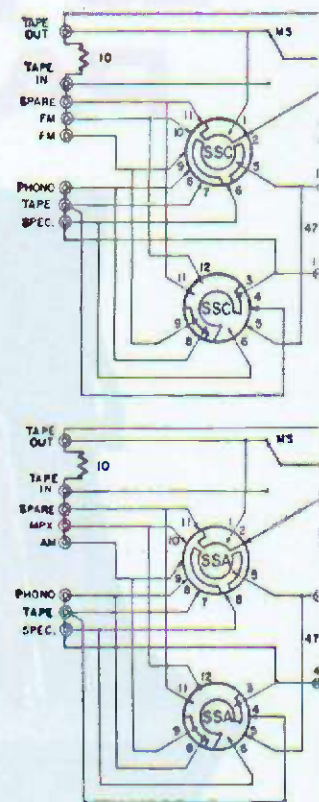 TAPE OUT
MS
10
TAPE IN
SPARE
FM
FM
11
1
10
2
SSC
9
5
8
7
6
PHONO
TAPE
SPEC.
47
12
11
3
4
SSC
9
8
6
5
TAPE OUT
MS
10
TAPE IN
SPARE
MPX
AM
11
1
2
10
SSA
9
8
5
7
6
PHONO
TAPE
SPEC.
47
12
11
3
4
SSA
9
8
6
5